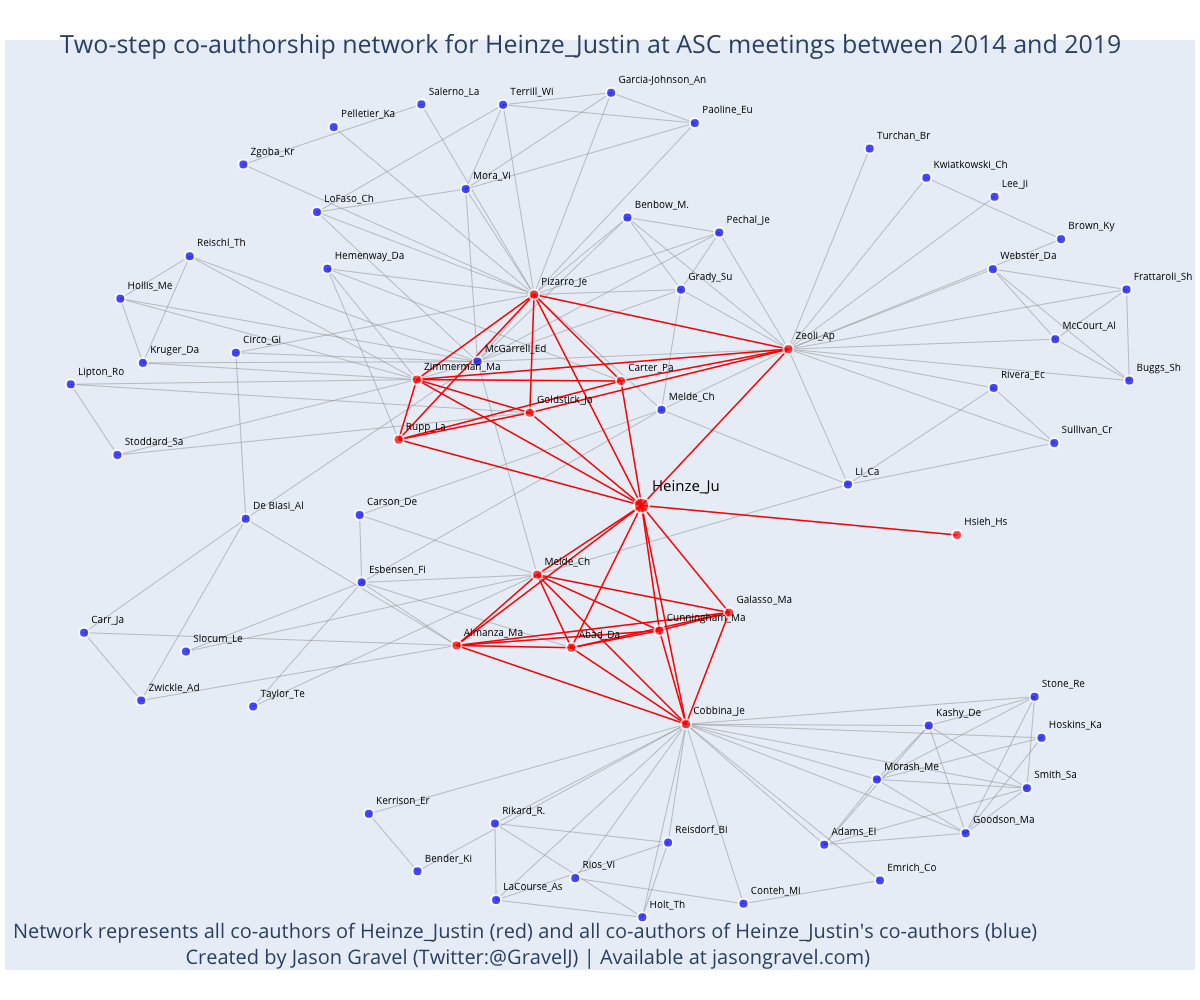 Two-step co-authorship network for Heinze_Justin at ASC meetings between 2014 and 2019
Garcia-Johnson_An
Salerno_La
Terrill_Wi
Paoline_Eu
Pelletier_Ka
Turchan_Br
Zgoba_Kr
Kwiatkowski_Ch
Mora_Vi
Lee_Ji
LoFaso_Ch
Benbow_M.
Pechal_Je
Brown_Ky
Reischl_Th
Hemenway_Da
Webster_Da
Grady_Su
Frattaroli_Sh
Hollis_Me
Pizarro_Je
McCourt_Al
Zeoli_Ap
Circo_Gi
Kruger_Da
McGarrell_Ed
Zimmerman_Ma
Carter_Pa
Buggs_Sh
Lipton_Ro
Rivera_Ec
Goldstick_Ja
Melde_Ch
Rupp_La
Sullivan_Cr
Stoddard_Sa
Li_Ca
Heinze_Ju
De Biasi_Al
Carson_De
Hsieh_Hs
Melde_Ch
Esbensen_Fi
Galasso_Ma
Carr_Ja
Cunningham_Ma
Slocum_Le
Almanza_Ma
Abad_Da
Zwickle_Ad
Taylor_Te
Stone_Re
Cobbina_Je
Kashy_De
Hoskins_Ka
Morash_Me
Smith_Sa
Kerrison_Er
Rikard_R.
Goodson_Ma
Reisdorf_Bi
Adams_El
Bender_Ki
Rios_Vi
Emrich_Co
LaCourse_As
Conteh_Mi
Holt_Th
Network represents all co-authors of Heinze_Justin (red) and all co-authors of Heinze_Justin's co-authors (blue)
Created by Jason Gravel (Twitter:@GravelJ) | Available at jasongravel.com)